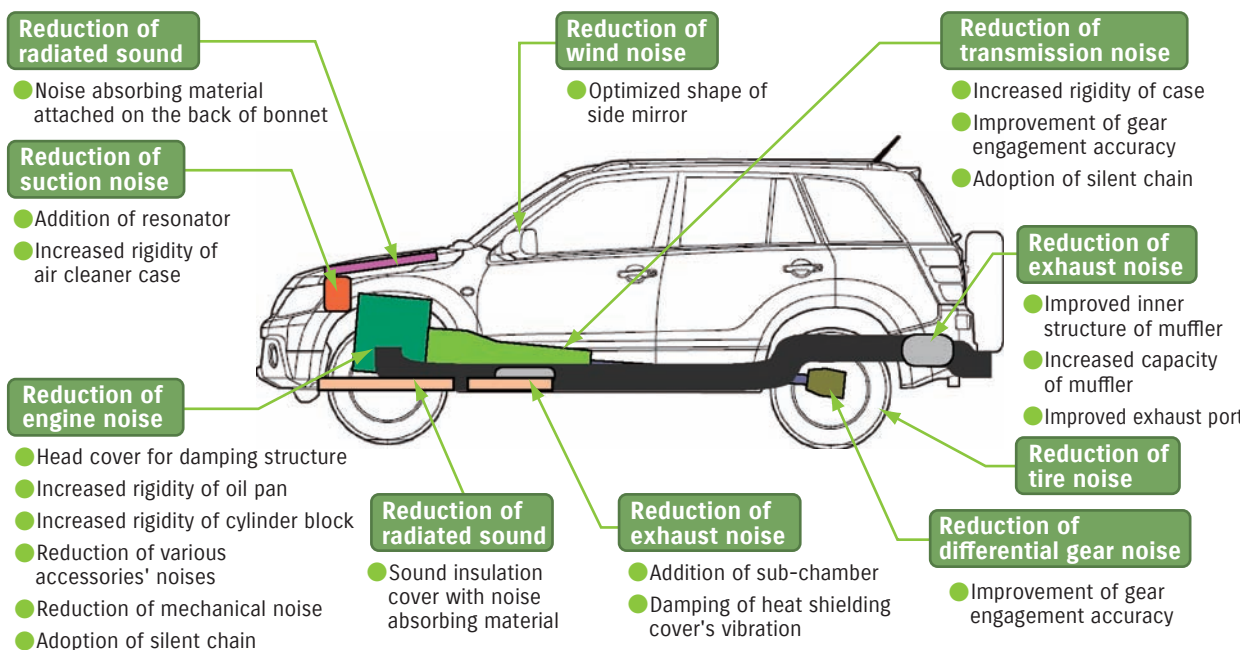 Reduction of
radiated sound
●Noise absorbing material
attached on the back of bonnet
Reduction of
suction noise
●Addition of resonator
●Increased rigidity of
air cleaner case
Reduction of
engine noise
●Head cover for damping structure
●Increased rigidity of oil pan
●Increased rigidity of cylinder block
●Reduction of various
accessories' noises
●Reduction of mechanical noise
●Adoption of silent chain
Reduction of
wind noise
●Optimized shape of
side mirror
Reduction of
transmission noise
●Increased rigidity of case
●Improvement of gear
engagement accuracy
●Adoption of silent chain
Reduction of
exhaust noise
●Improved inner
structure of muffler
●Increased capacity
of muffler
●Improved exhaust port
Reduction of
tire noise
Reduction of
radiated sound
●Sound insulation
cover with noise
absorbing material
Reduction of
exhaust noise
●Addition of sub-chamber
●Damping of heat shielding
cover's vibration
Reduction of
differential gear noise
●Improvement of gear
engagement accuracy